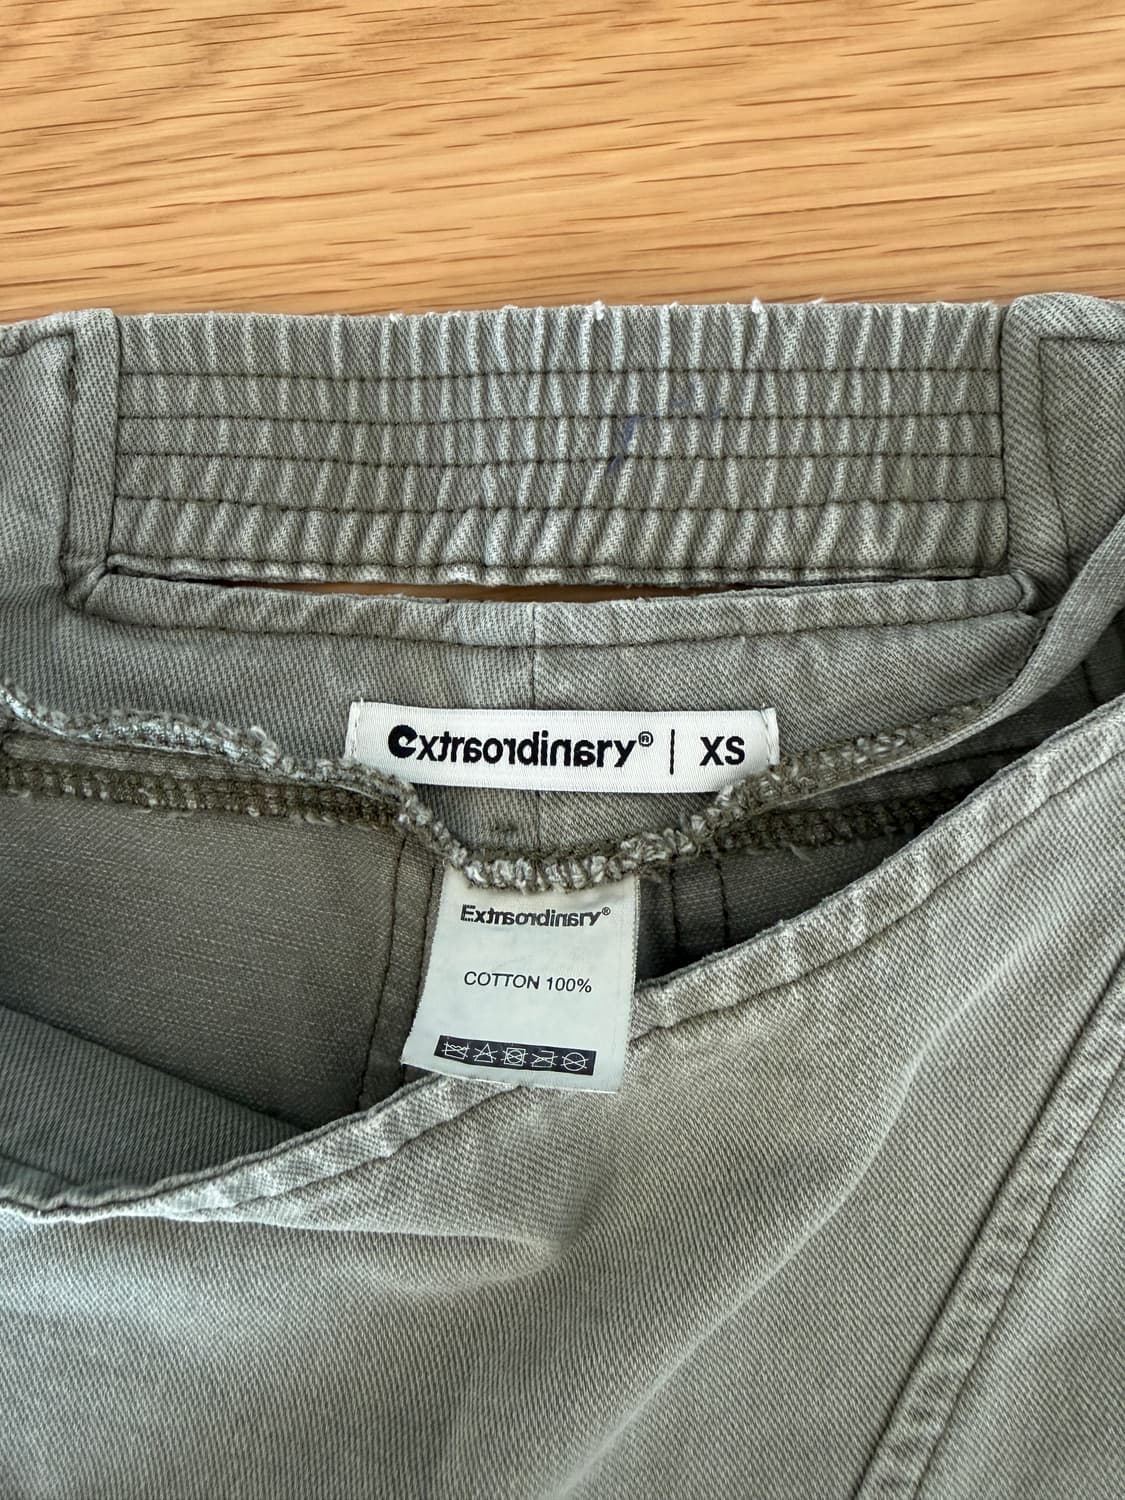 Extraordinary® | XS
Extraordinary®
COTTON 100%